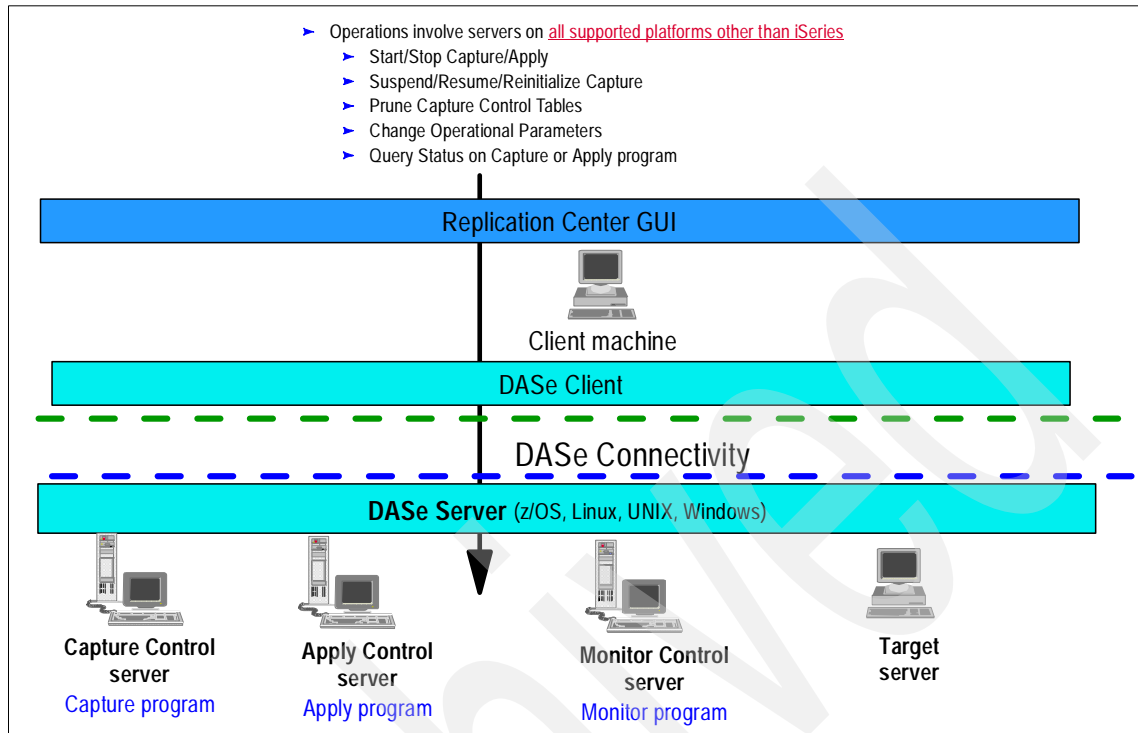 Operations involve servers on all supported platforms other than iSeries
Start/Stop Capture/Apply
Suspend/Resume/Reinitialize Capture
Prune Capture Control Tables
Change Operational Parameters
Query Status on Capture or Apply program
Replication Center GUI
Client machine
DASe Client
DASe Connectivity
DASe Server (z/OS, Linux, UNIX, Windows)
Capture Control
server
Capture program
Apply Control
server
Apply program
Monitor Control
server
Monitor program
Target
server
hived